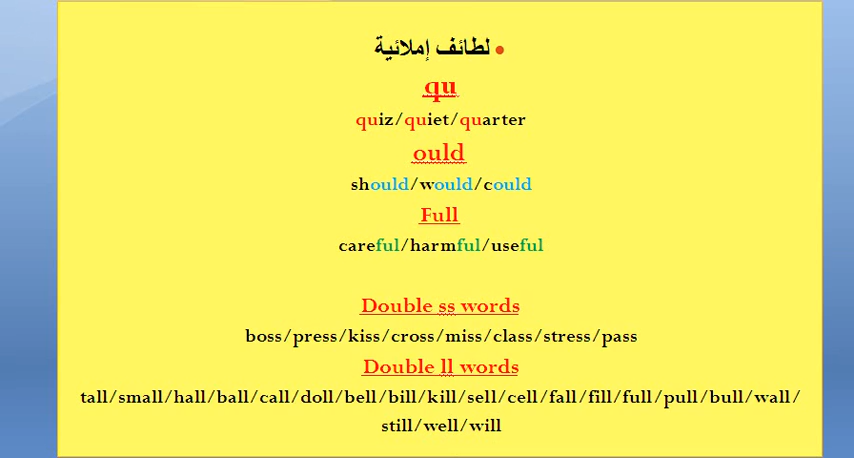 • لطائف إملائية
qu
quiz/quiet/quarter
ould
should/would/could
Full
careful/harmful/useful
Double ss words
boss/press/kiss/cross/miss/class/stress/pass
Double ll words
tall/small/hall/ball/call/doll/bell/bill/kill/sell/cell/fall/fill/full/pull/bull/wall/
still/well/will